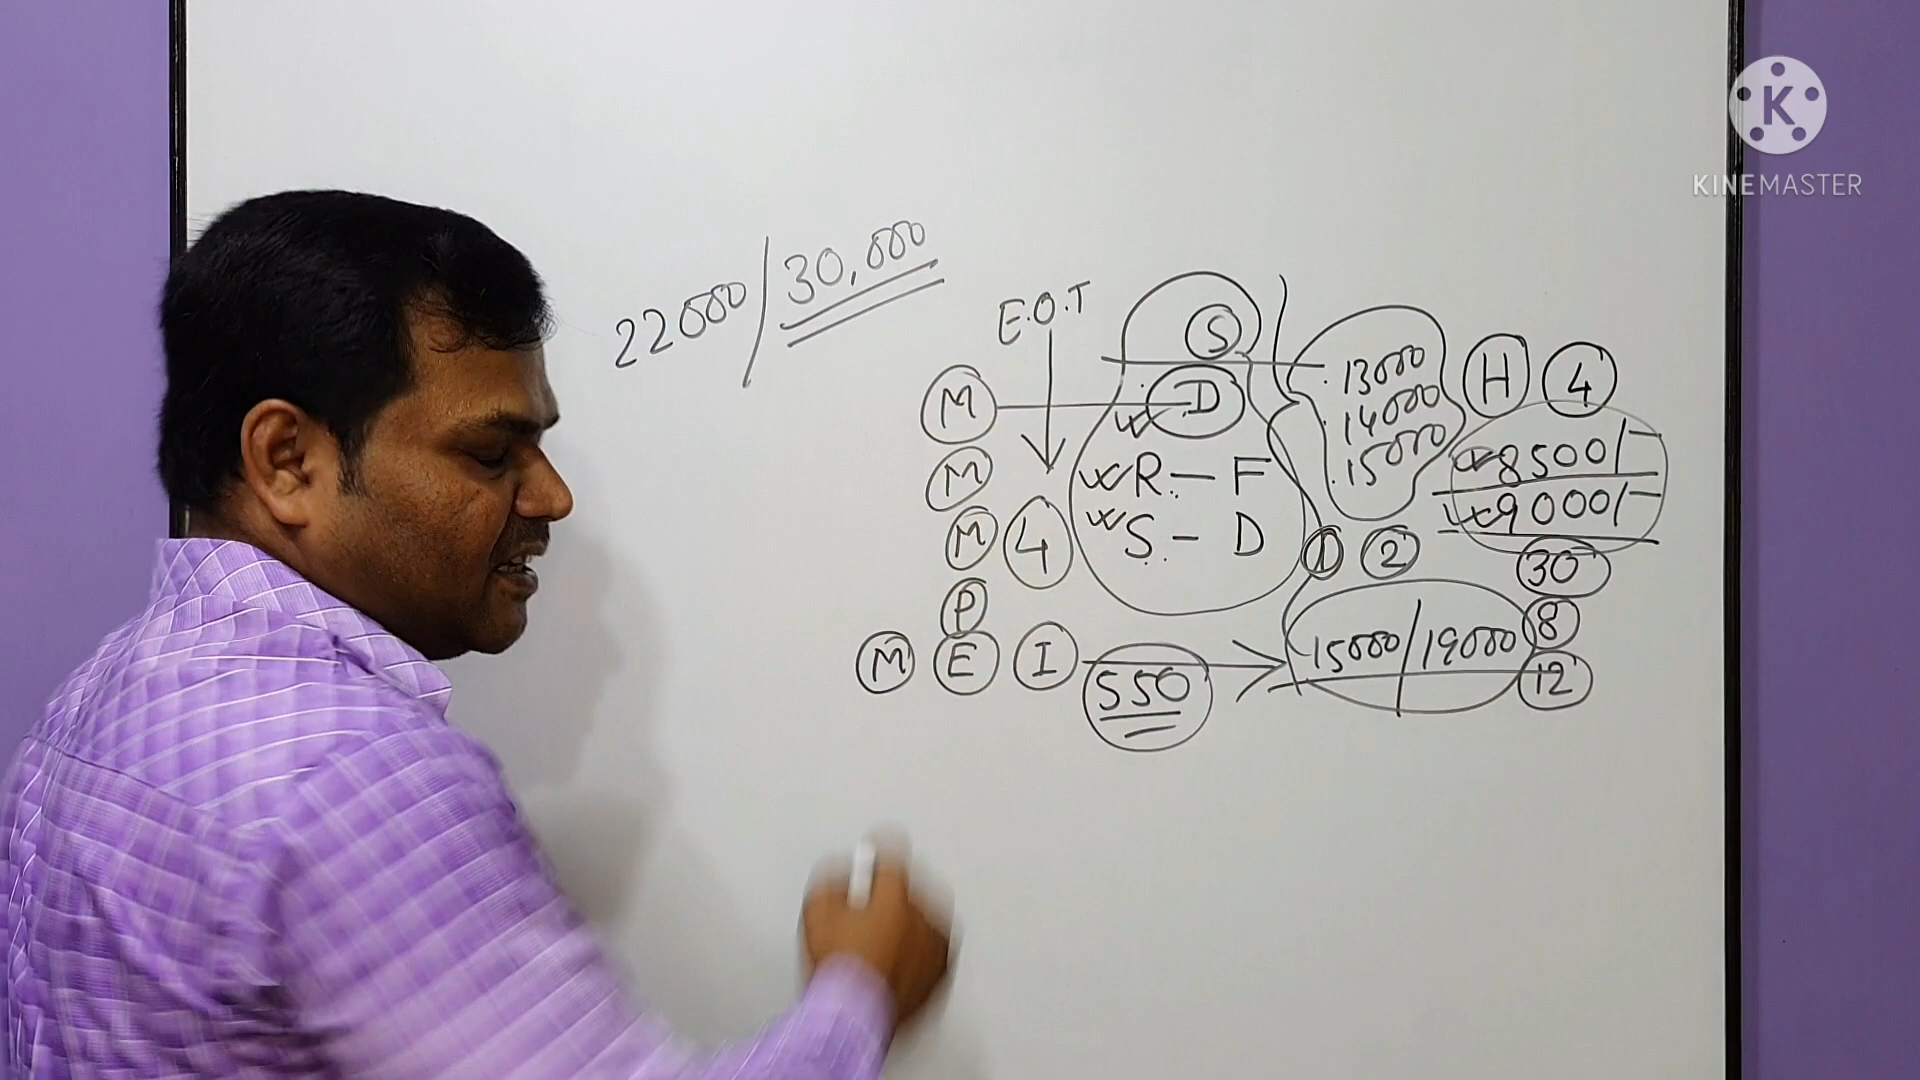 K
KINEMASTER
22000/30,000
E.O.T
S
13000
H 4
M D
14000
M R - F
15000
8500/-
9000/-
M 4 S - D
1 2
30
P
8
M E I
15000/19000
12
550